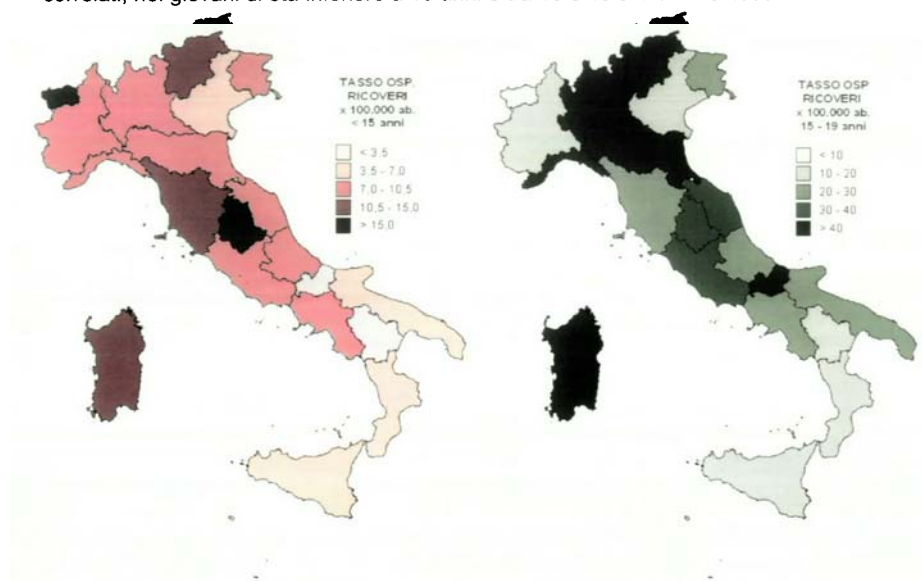 TASSO OSP.
RICOVERI
x 100.000 ab.
< 15 anni
< 3,5
3,5 - 7,0
7,0 - 10,5
10,5 - 15,0
> 15,0
TASSO OSP
RICOVERI
x 100.000 ab.
15 - 19 anni
< 10
10 - 20
20 - 30
30 - 40
> 40